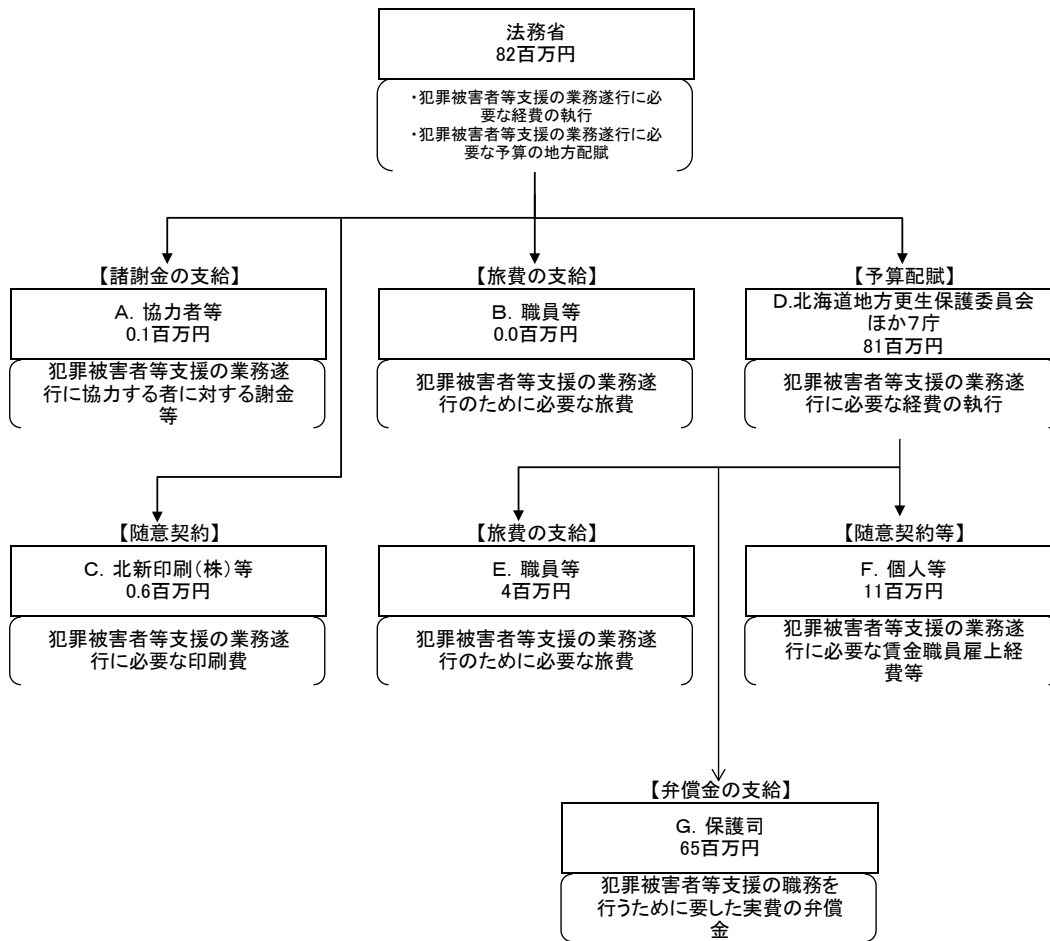 法務省
82百万円
・犯罪被害者等支援の業務遂行に必
要な経費の執行
・犯罪被害者等支援の業務遂行に必
要な予算の地方配賦
【諸謝金の支給】
A．協力者等
0.1百万円
犯罪被害者等支援の業務遂
行に協力する者に対する謝金
等
【旅費の支給】
B．職員等
0.0百万円
犯罪被害者等支援の業務遂
行のために必要な旅費
【予算配賦】
D.北海道地方更生保護委員会
ほか７庁
81百万円
犯罪被害者等支援の業務遂
行に必要な経費の執行
【随意契約】
C．北新印刷（株）等
0.6百万円
犯罪被害者等支援の業務遂
行に必要な印刷費
【旅費の支給】
E．職員等
4百万円
犯罪被害者等支援の業務遂
行のために必要な旅費
【随意契約等】
F．個人等
11百万円
犯罪被害者等支援の業務遂
行に必要な賃金職員雇上経
費等
【弁償金の支給】
G．保護司
65百万円
犯罪被害者等支援の職務を
行うために要した実費の弁償
金